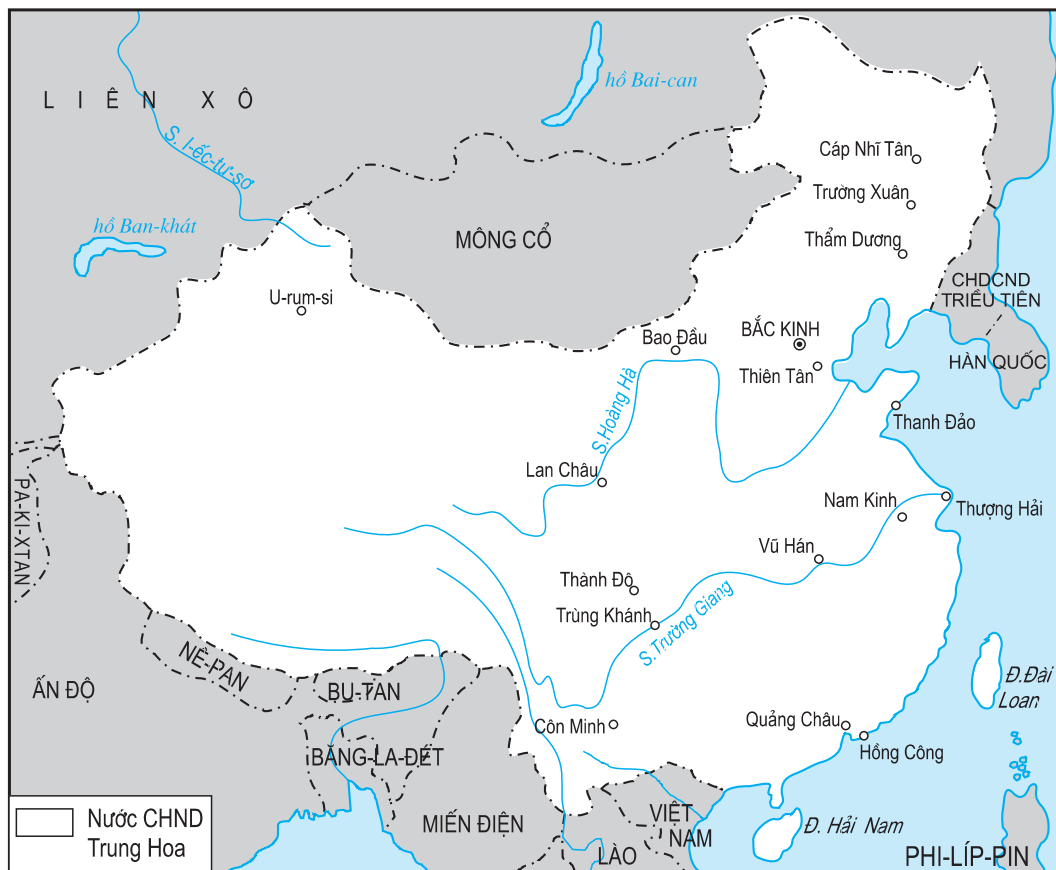 LIÊN XÔ
hồ Bai-can
S. I-ếc-tư-sơ
Cáp Nhĩ Tân
Trường Xuân
hồ Ban-khát
MÔNG CỔ
Thẩm Dương
CHDCND
TRIỀU TIÊN
U-rum-si
BẮC KINH
Bao Đầu
HÀN QUỐC
Thiên Tân
S.Hoàng Hà
Thanh Đảo
Lan Châu
PA-KI-XTAN
Nam Kinh
Thượng Hải
Vũ Hán
Thành Đô
Trùng Khánh
S.Trường Giang
NÊ-PAN
ẤN ĐỘ
BU-TAN
Đ.Đài
Loan
Côn Minh
Quảng Châu
Hồng Công
BĂNG-LA-ĐÉT
Nước CHND
Trung Hoa
MIẾN ĐIỆN
VIỆT
NAM
Đ. Hải Nam
LÀO
PHI-LÍP-PIN